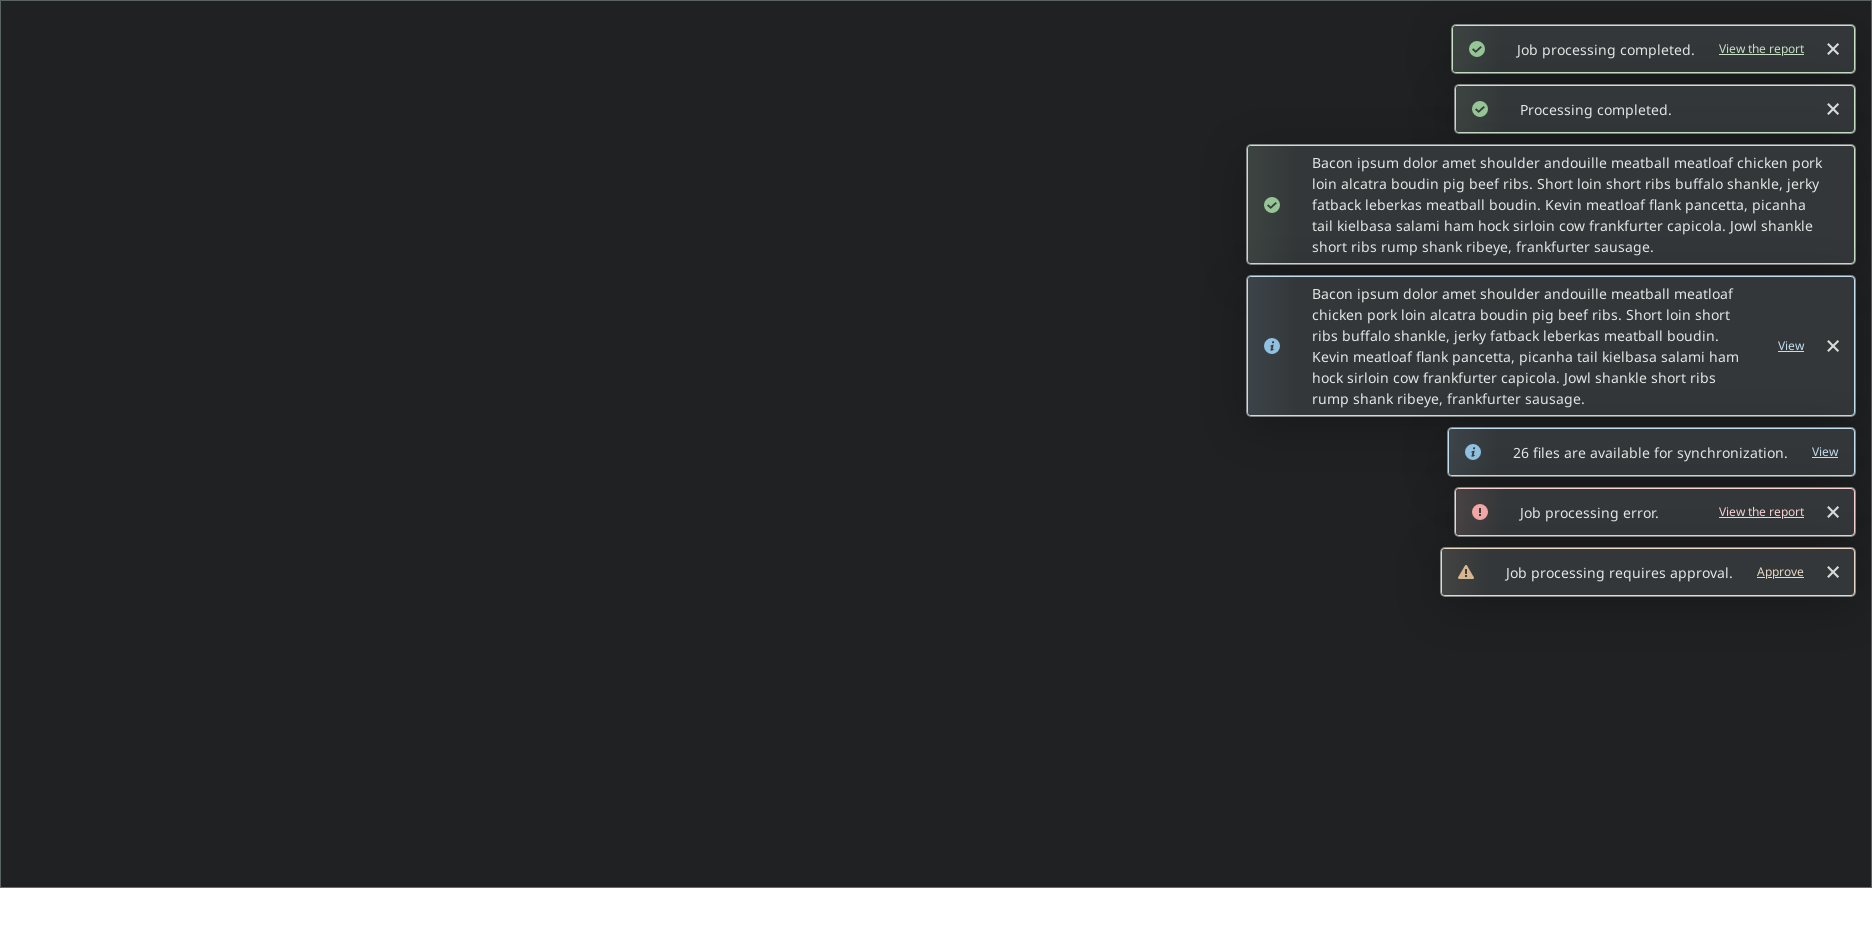 Job processing completed. View the report
Processing completed.
Bacon ipsum dolor amet shoulder andouille meatball meatloaf chicken pork
loin alcatra boudin pig beef ribs. Short loin short ribs buffalo shankle, jerky
fatback leberkas meatball boudin. Kevin meatloaf flank pancetta, picanha
tail kielbasa salami ham hock sirloin cow frankfurter capicola. Jowl shankle
short ribs rump shank ribeye, frankfurter sausage.
Bacon ipsum dolor amet shoulder andouille meatball meatloaf
chicken pork loin alcatra boudin pig beef ribs. Short loin short
ribs buffalo shankle, jerky fatback leberkas meatball boudin.
Kevin meatloaf flank pancetta, picanha tail kielbasa salami ham
hock sirloin cow frankfurter capicola. Jowl shankle short ribs
rump shank ribeye, frankfurter sausage.
View
26 files are available for synchronization. View
Job processing error. View the report
Job processing requires approval. Approve